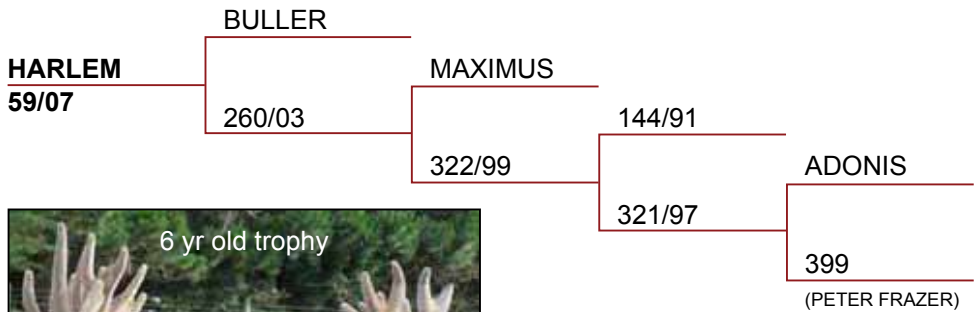 BULLER
HARLEM
59/07
MAXIMUS
260/03
144/91
322/99
ADONIS
321/97
6 yr old trophy
399
(PETER FRAZER)